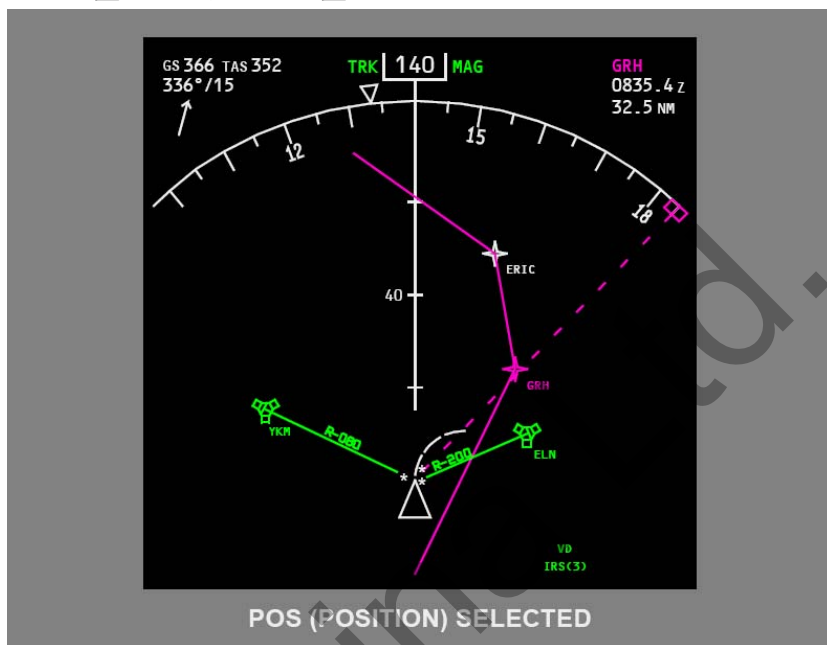 GS 366 TAS 352
336°/15
TRK 140 MAG
GRH
0835.4 Z
32.5 NM
12
15
18
ERIC
40
GRH
YKM
R-080
R-200
ELN
VD
IRS(3)
POS (POSITION) SELECTED